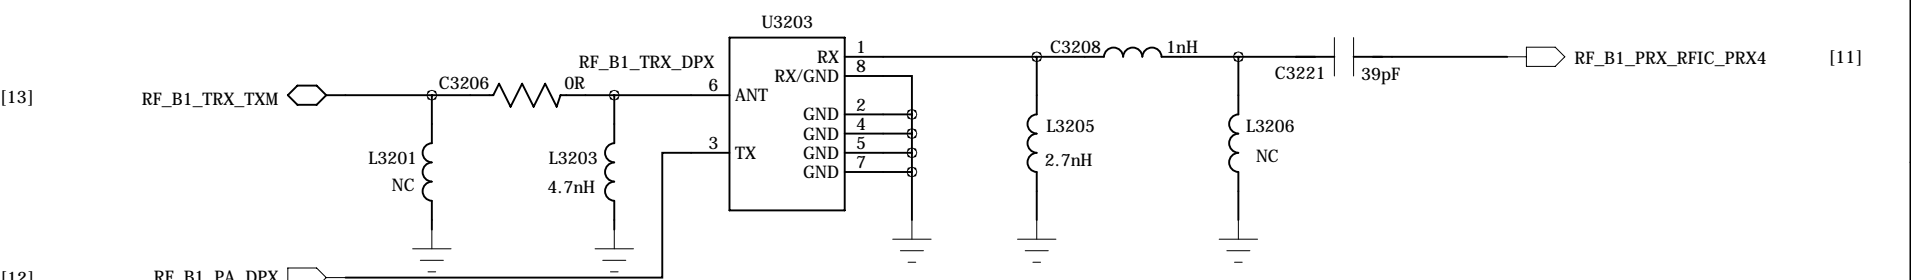 U3203
RF_B1_TRX_DPX
RX 1
RX/GND 8
C3208 1nH
C3221 39pF
RF_B1_PRX_RFIC_PRX4 [11]
[13] RF_B1_TRX_TXM
C3206 0R
6 ANT
GND 2
GND 4
3 TX
GND 5
GND 7
L3201
NC
L3203
4.7nH
L3205
2.7nH
L3206
NC
[12] RF_B1_PA_DPX